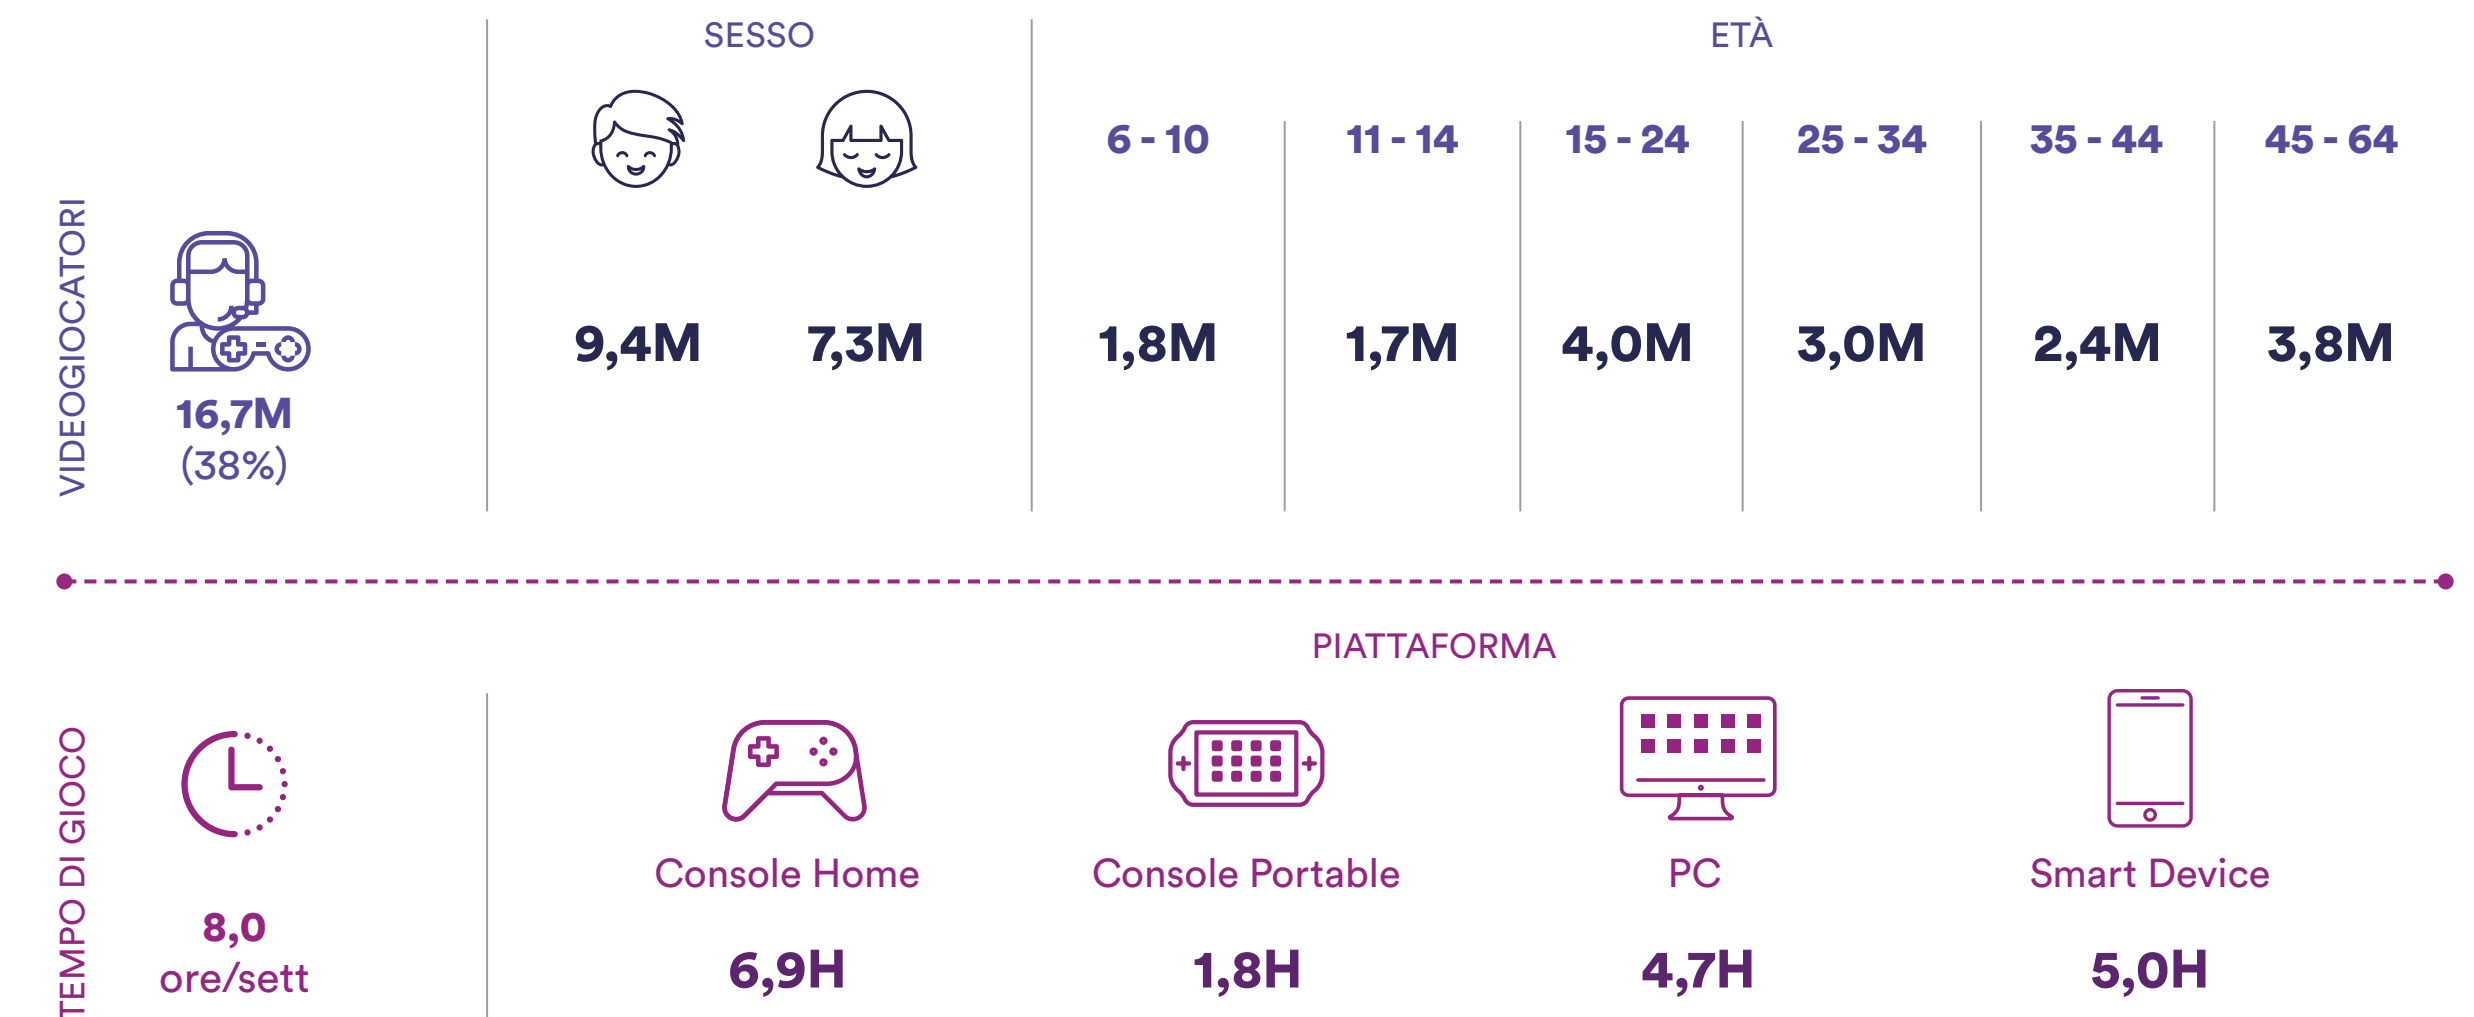 SESSO
ETÀ
6 - 10
11 - 14
15 - 24
25 - 34
35 - 44
45 - 64
VIDEOGIOCATORI
16,7M
(38%)
9,4M
7,3M
1,8M
1,7M
4,0M
3,0M
2,4M
3,8M
PIATTAFORMA
TEMPO DI GIOCO
8,0
ore/sett
Console Home
Console Portable
PC
Smart Device
6,9H
1,8H
4,7H
5,0H